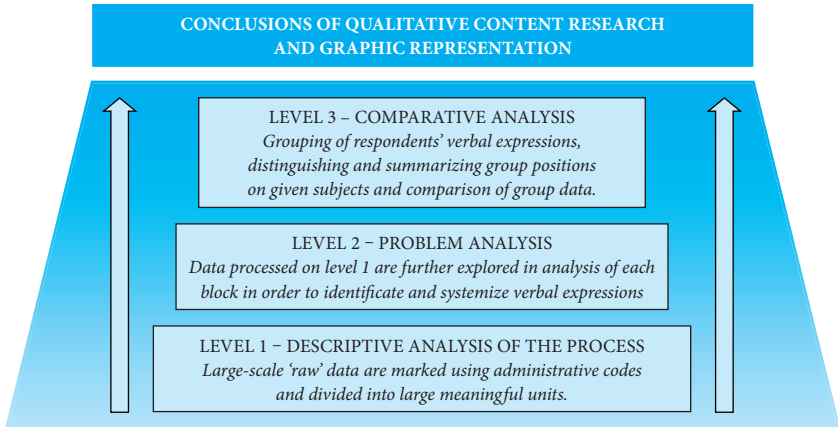 CONCLUSIONS OF QUALITATIVE CONTENT RESEARCH
AND GRAPHIC REPRESENTATION
LEVEL 3 – COMPARATIVE ANALYSIS
Grouping of respondents’ verbal expressions,
distinguishing and summarizing group positions
on given subjects and comparison of group data.
LEVEL 2 – PROBLEM ANALYSIS
Data processed on level 1 are further explored in analysis of each
block in order to identificate and systemize verbal expressions
LEVEL 1 – DESCRIPTIVE ANALYSIS OF THE PROCESS
Large-scale ‘raw’ data are marked using administrative codes
and divided into large meaningful units.